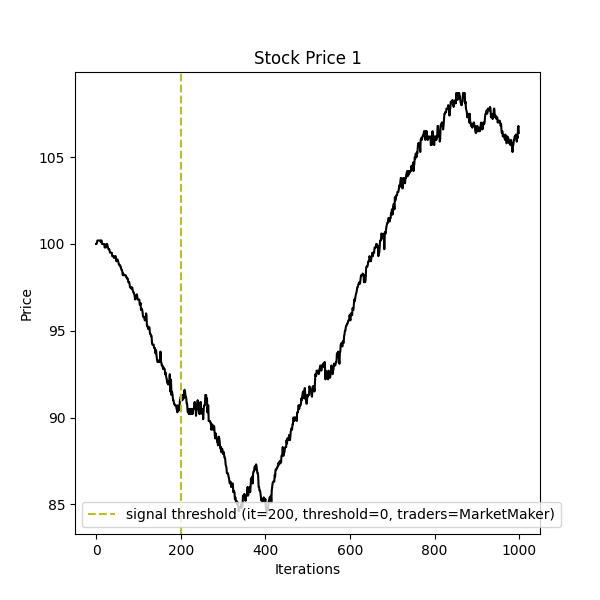 Stock Price 1
Price
105
100
95
90
85
signal threshold (it=200, threshold=0, traders=MarketMaker)
0 200 400 600 800 1000
Iterations